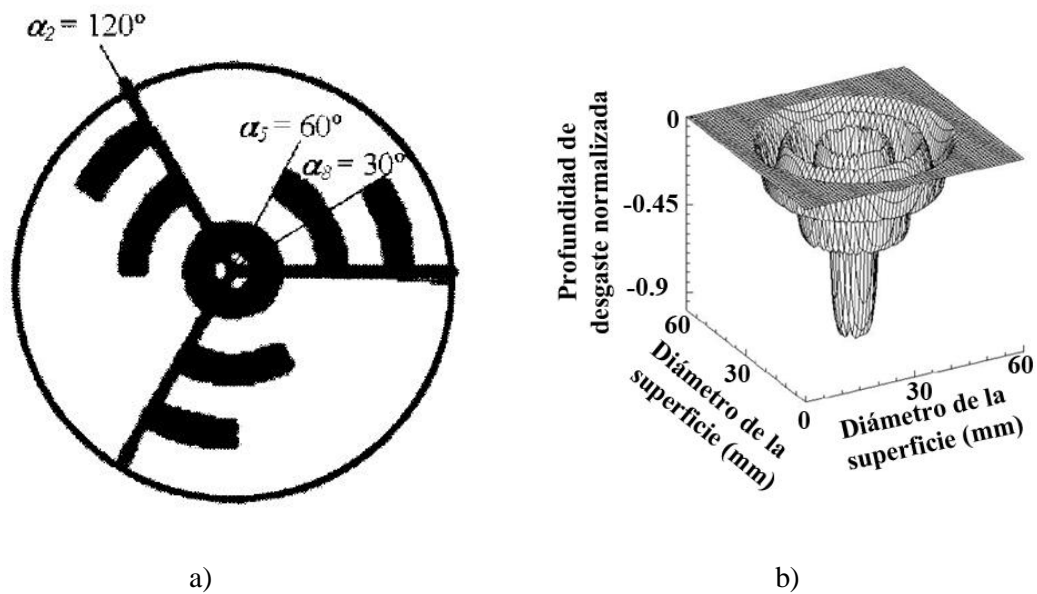 α₂ = 120º
α₅ = 60º
α₈ = 30º
Profundidad de
desgaste normalizada
0
-0.45
-0.9
60
30
0
Diámetro de la
superficie (mm)
30
60
Diámetro de la
superficie (mm)
a)
b)